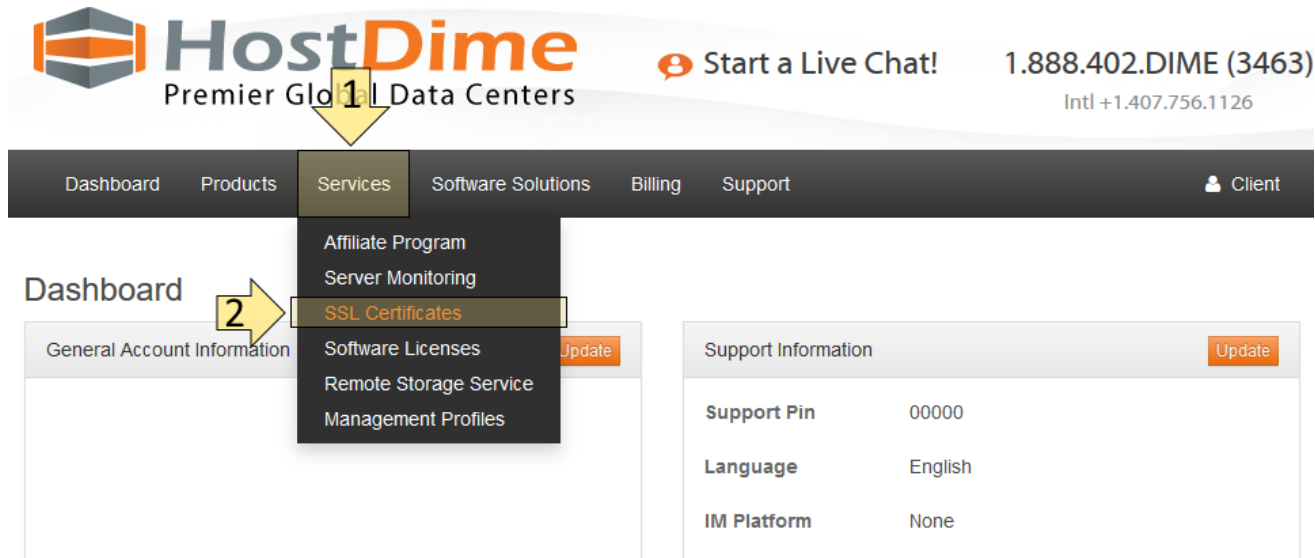 HostDime
Premier Global Data Centers
Start a Live Chat!
1.888.402.DIME (3463)
Intl +1.407.756.1126
1
Dashboard Products Services Software Solutions Billing Support Client
Affiliate Program
Server Monitoring
SSL Certificates
Software Licenses
Remote Storage Service
Management Profiles
2
Dashboard
General Account Information Update
Support Information Update
Support Pin 00000
Language English
IM Platform None